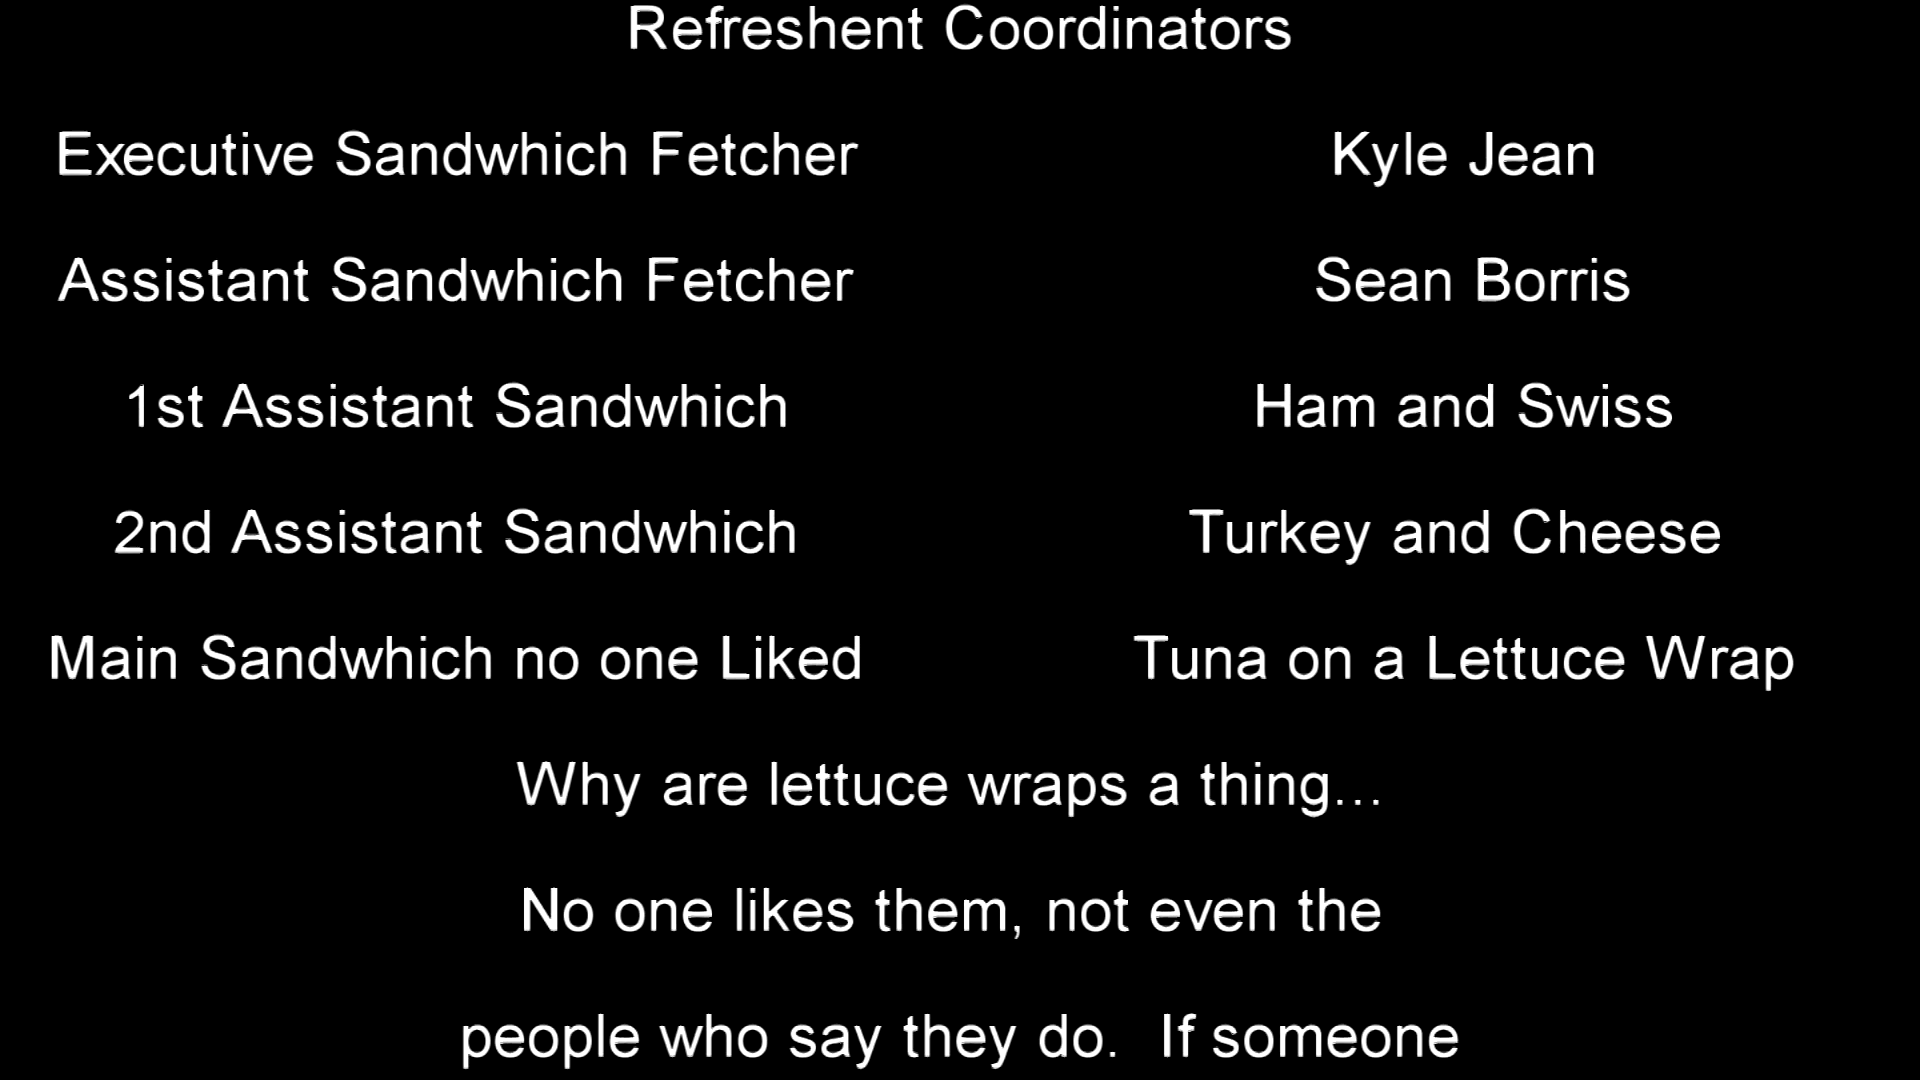 Refreshent Coordinators
Executive Sandwhich Fetcher Kyle Jean
Assistant Sandwhich Fetcher Sean Borris
1st Assistant Sandwhich Ham and Swiss
2nd Assistant Sandwhich Turkey and Cheese
Main Sandwhich no one Liked Tuna on a Lettuce Wrap
Why are lettuce wraps a thing...
No one likes them, not even the
people who say they do.  If someone